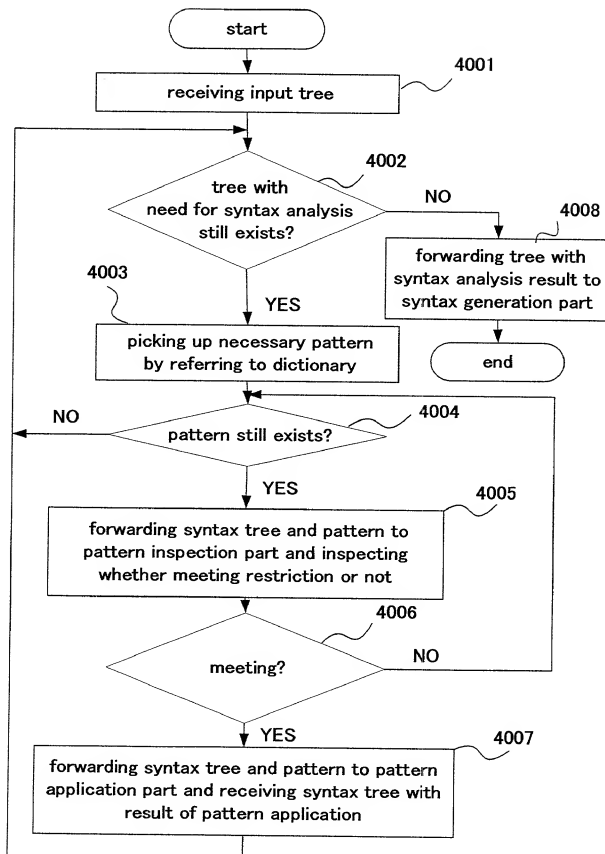 start
4001
receiving input tree
4002
tree with
need for syntax analysis
still exists?
NO
4008
forwarding tree with
syntax analysis result to
syntax generation part
end
YES
4003
picking up necessary pattern
by referring to dictionary
NO
4004
pattern still exists?
YES
4005
forwarding syntax tree and pattern to
pattern inspection part and inspecting
whether meeting restriction or not
4006
meeting?
NO
YES
4007
forwarding syntax tree and pattern to pattern
application part and receiving syntax tree with
result of pattern application